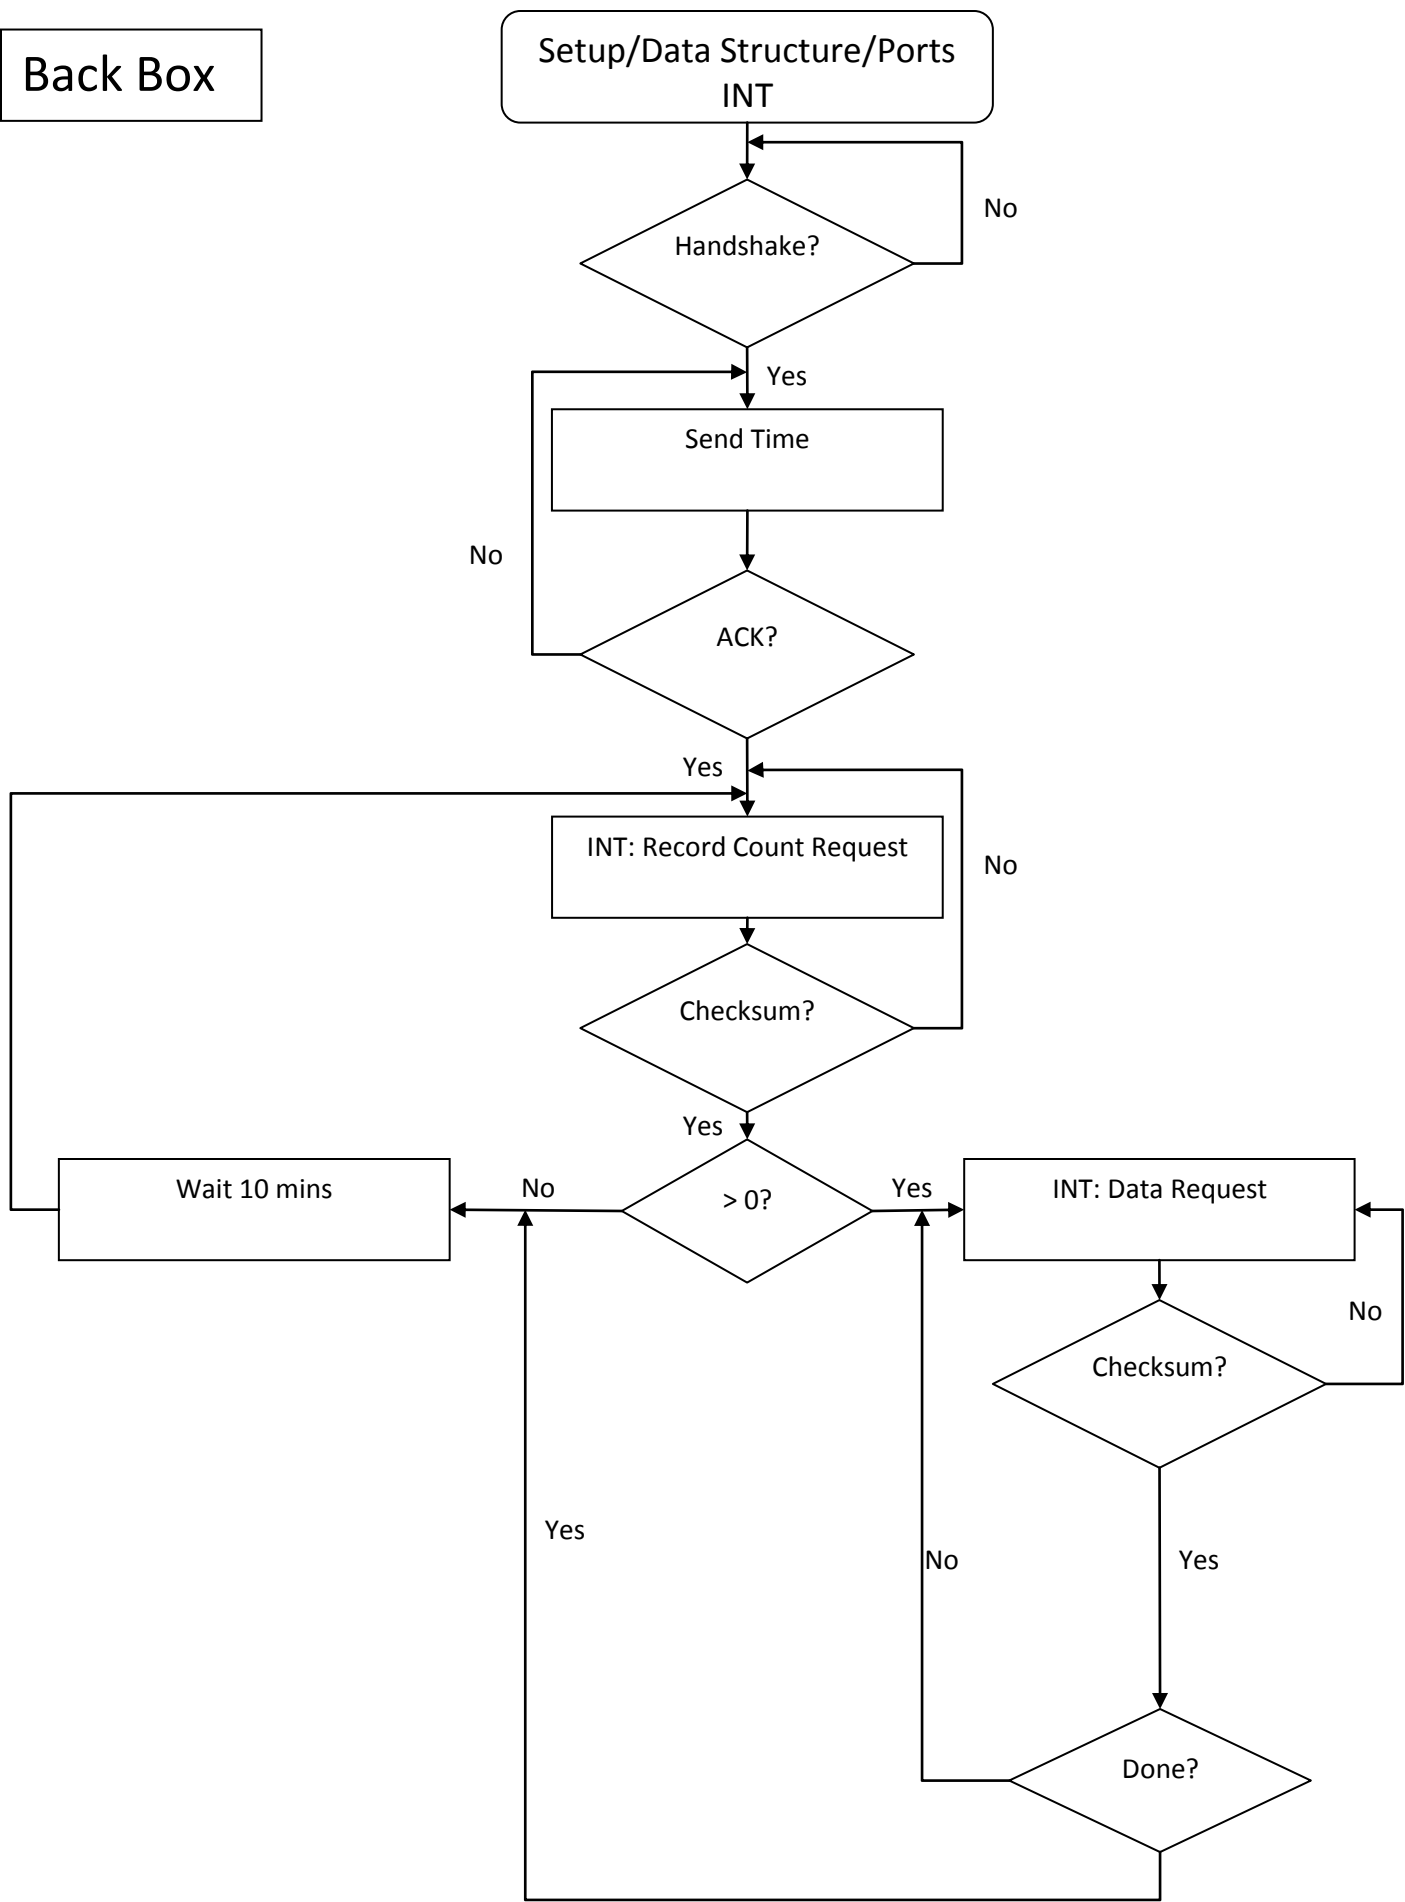 Back Box
Setup/Data Structure/Ports
INT
No
Handshake?
Yes
Send Time
No
ACK?
Yes
INT: Record Count Request
No
Checksum?
Yes
Wait 10 mins
No
> 0?
Yes
INT: Data Request
No
Checksum?
Yes
No
Yes
Done?